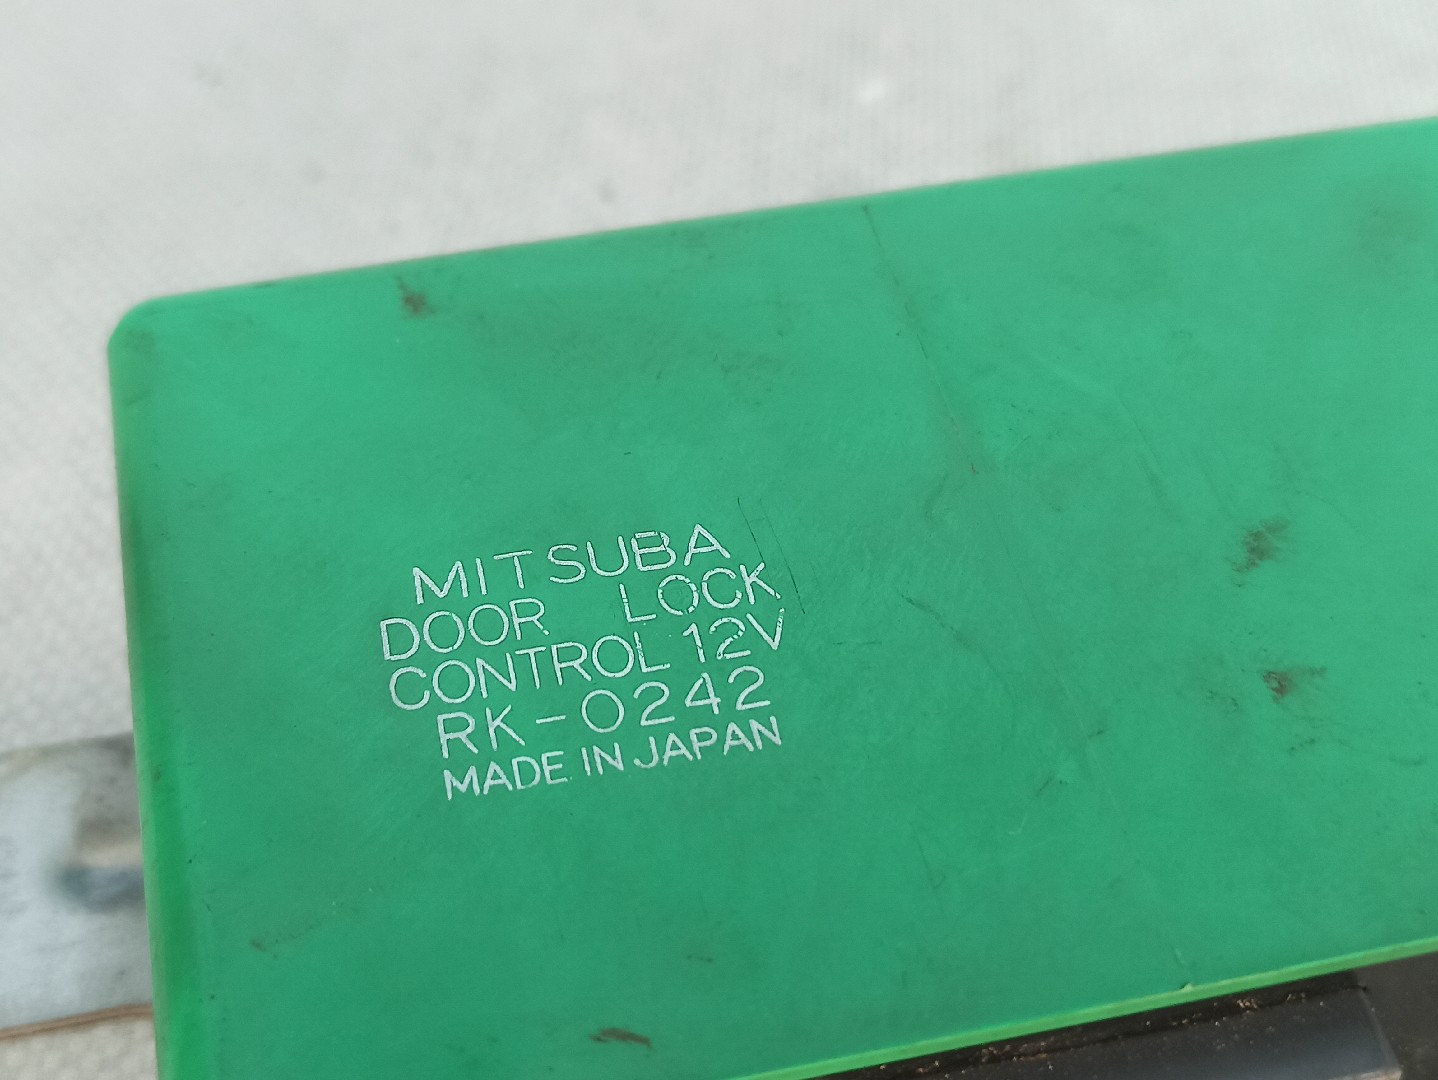 MITSUBA
DOOR LOCK
CONTROL 12V
RK-0242
MADE IN JAPAN